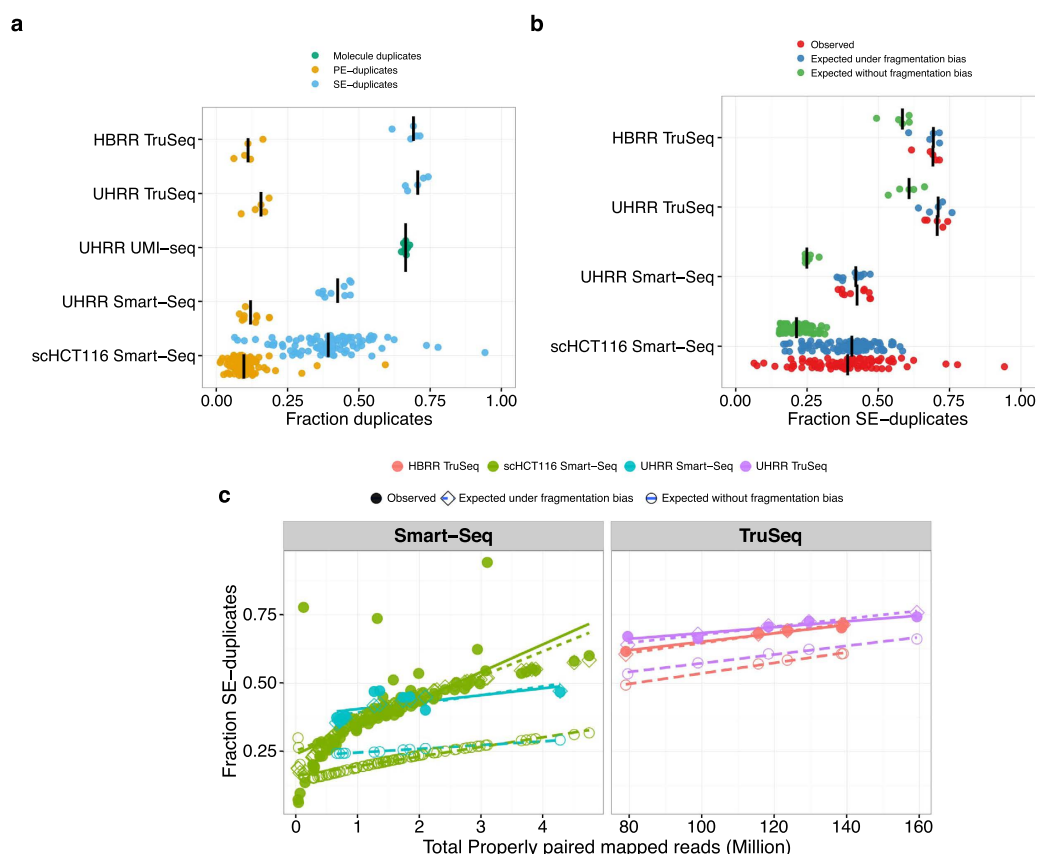 a
Molecule duplicates
PE−duplicates
SE−duplicates
HBRR TruSeq
UHRR TruSeq
UHRR UMI−seq
UHRR Smart−Seq
scHCT116 Smart−Seq
0.00 0.25 0.50 0.75 1.00
Fraction duplicates
b
Observed
Expected under fragmentation bias
Expected without fragmentation bias
HBRR TruSeq
UHRR TruSeq
UHRR Smart−Seq
scHCT116 Smart−Seq
0.00 0.25 0.50 0.75 1.00
Fraction SE−duplicates
HBRR TruSeq scHCT116 Smart−Seq UHRR Smart−Seq UHRR TruSeq
c
Observed Expected under fragmentation bias Expected without fragmentation bias
Smart−Seq TruSeq
Fraction SE−duplicates
0.75
0.50
0.25
0 1 2 3 4 80 100 120 140 160
Total Properly paired mapped reads (Million)